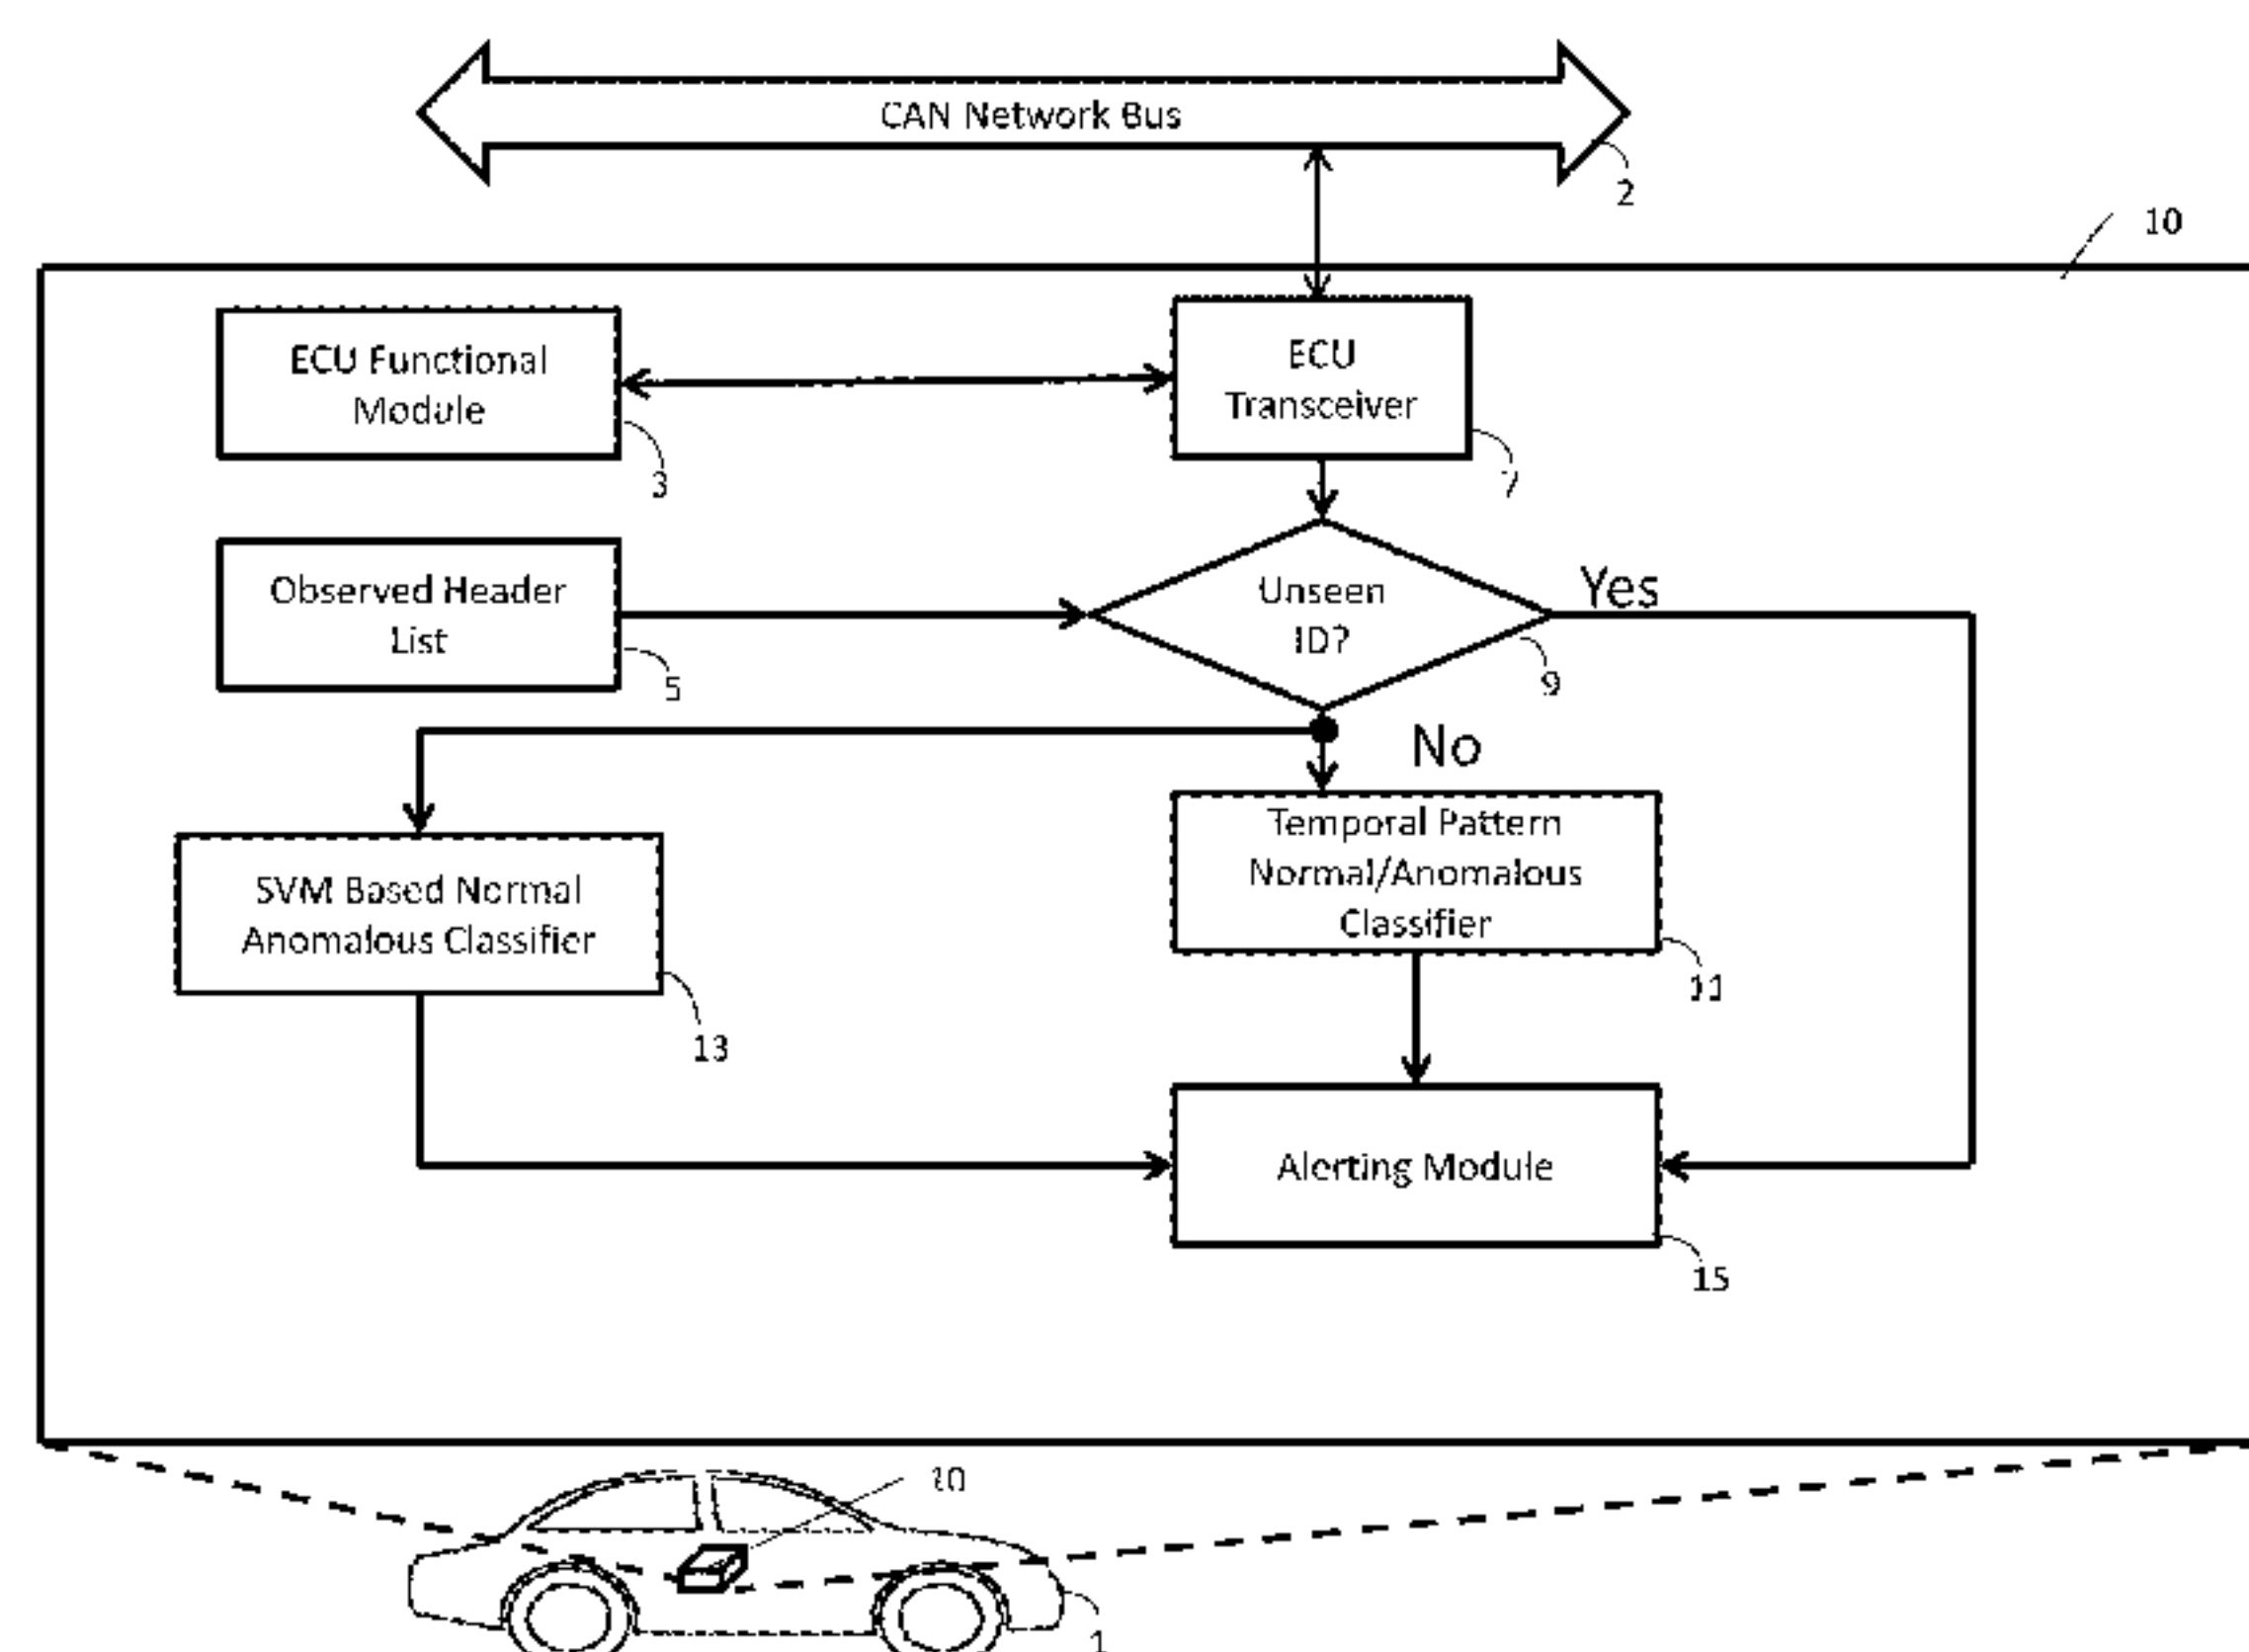 CAN Network Bus
2
10
ECU Functional
Module
3
ECU
Transceiver
7
Observed Header
List
5
Unseen
ID?
9
Yes
No
SVM Based Normal
Anomalous Classifier
13
Temporal Pattern
Normal/Anomalous
Classifier
11
Alerting Module
15
10
1